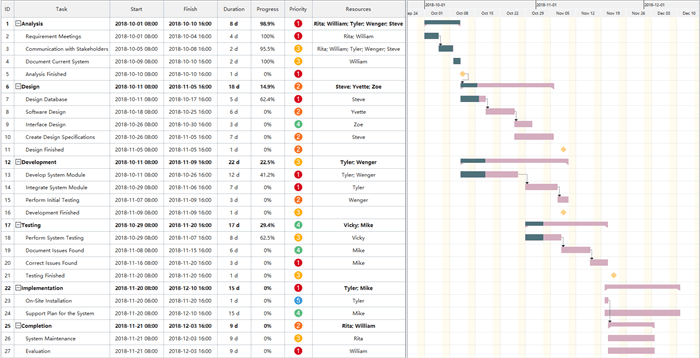 2018-10-01 2018-11-01 2018-12-01
ID Task Start Finish Duration Progress Priority Resources ep 24 Oct 01 Oct 08 Oct 15 Oct 22 Oct 29 Nov 05 Nov 12 Nov 19 Nov 26 Dec 03 Dec 10
1 Analysis 2018-10-01 08:00 2018-10-10 16:00 8 d 98.9% 1 Rita; William; Tyler; Wenger; Steve
2 Requirement Meetings 2018-10-01 08:00 2018-10-04 16:00 4 d 100% 1 Rita; William
3 Communication with Stakeholders 2018-10-05 08:00 2018-10-08 16:00 2 d 95.5% 3 Rita; William; Tyler; Wenger; Steve
4 Document Current System 2018-10-09 08:00 2018-10-10 16:00 2 d 100% 3 William
5 Analysis Finished 2018-10-10 08:00 2018-10-10 16:00 1 d 0% 1
6 Design 2018-10-11 08:00 2018-11-05 16:00 18 d 14.9% 2 Steve; Yvette; Zoe
7 Design Database 2018-10-11 08:00 2018-10-17 16:00 5 d 62.4% 1 Steve
8 Software Design 2018-10-18 08:00 2018-10-25 16:00 6 d 0% 2 Yvette
9 Interface Design 2018-10-26 08:00 2018-10-30 16:00 3 d 0% 4 Zoe
10 Create Design Specifications 2018-10-26 08:00 2018-11-05 16:00 7 d 0% 2 Steve
11 Design Finished 2018-11-05 08:00 2018-11-05 16:00 1 d 0% 2
12 Development 2018-10-11 08:00 2018-11-09 16:00 22 d 22.5% 3 Tyler; Wenger
13 Develop System Module 2018-10-11 08:00 2018-10-26 16:00 12 d 41.2% 1 Tyler; Wenger
14 Integrate System Module 2018-10-29 08:00 2018-11-06 16:00 7 d 0% 1 Tyler
15 Perform Initial Testing 2018-11-07 08:00 2018-11-09 16:00 3 d 0% 2 Wenger
16 Development Finished 2018-11-09 08:00 2018-11-09 16:00 1 d 0% 3
17 Testing 2018-10-29 08:00 2018-11-20 16:00 17 d 29.4% 4 Vicky; Mike
18 Perform System Testing 2018-10-29 08:00 2018-11-07 16:00 8 d 62.5% 3 Vicky
19 Document Issues Found 2018-11-08 08:00 2018-11-15 16:00 6 d 0% 4 Mike
20 Correct Issues Found 2018-11-16 08:00 2018-11-20 16:00 3 d 0% 1 Mike
21 Testing Finished 2018-11-20 08:00 2018-11-20 16:00 1 d 0% 3
22 Implementation 2018-11-20 08:00 2018-12-10 16:00 15 d 0% 1 Tyler; Mike
23 On-Site Installation 2018-11-20 08:00 2018-11-20 16:00 1 d 0% 5 Tyler
24 Support Plan for the System 2018-11-20 08:00 2018-12-10 16:00 15 d 0% 4 Mike
25 Completion 2018-11-21 08:00 2018-12-03 16:00 9 d 0% 2 Rita; William
26 System Maintenance 2018-11-21 08:00 2018-12-03 16:00 9 d 0% 3 Rita
27 Evaluation 2018-11-21 08:00 2018-12-03 16:00 9 d 0% 1 William